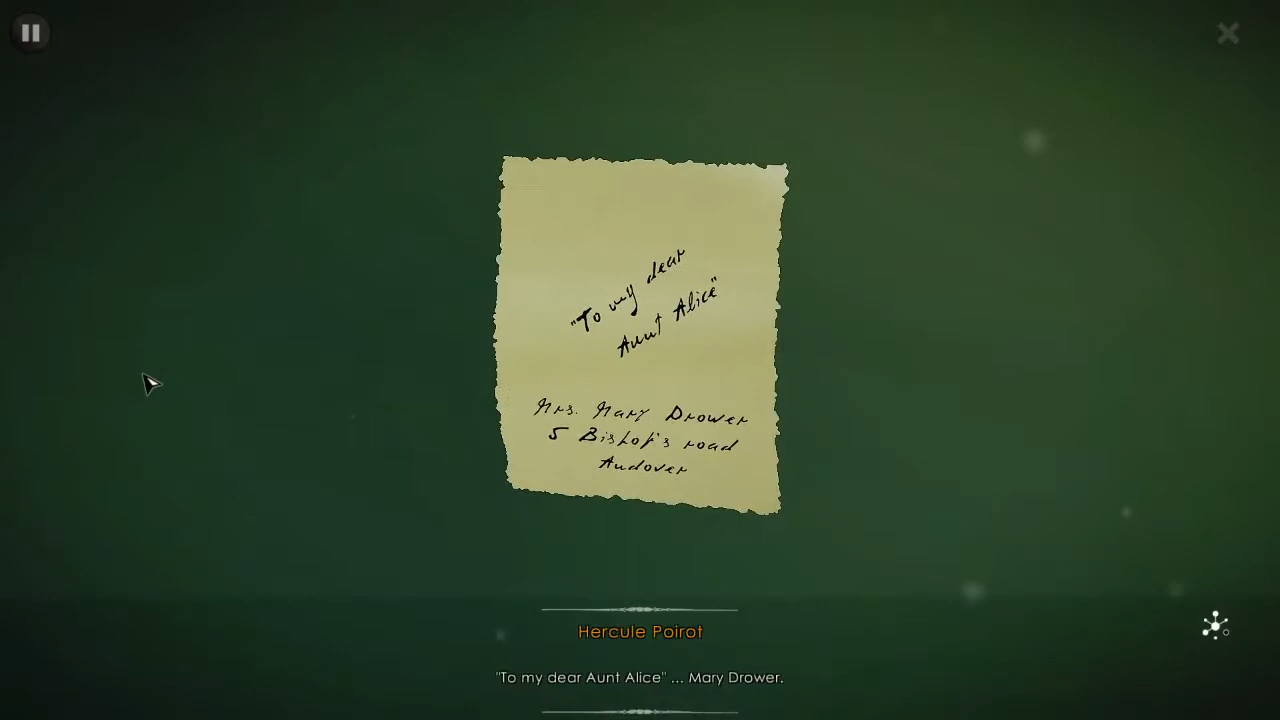 "To my dear
Aunt Alice"
Mrs. Mary Drower
5 Bishop's road
Andover
Hercule Poirot
"To my dear Aunt Alice" ... Mary Drower.